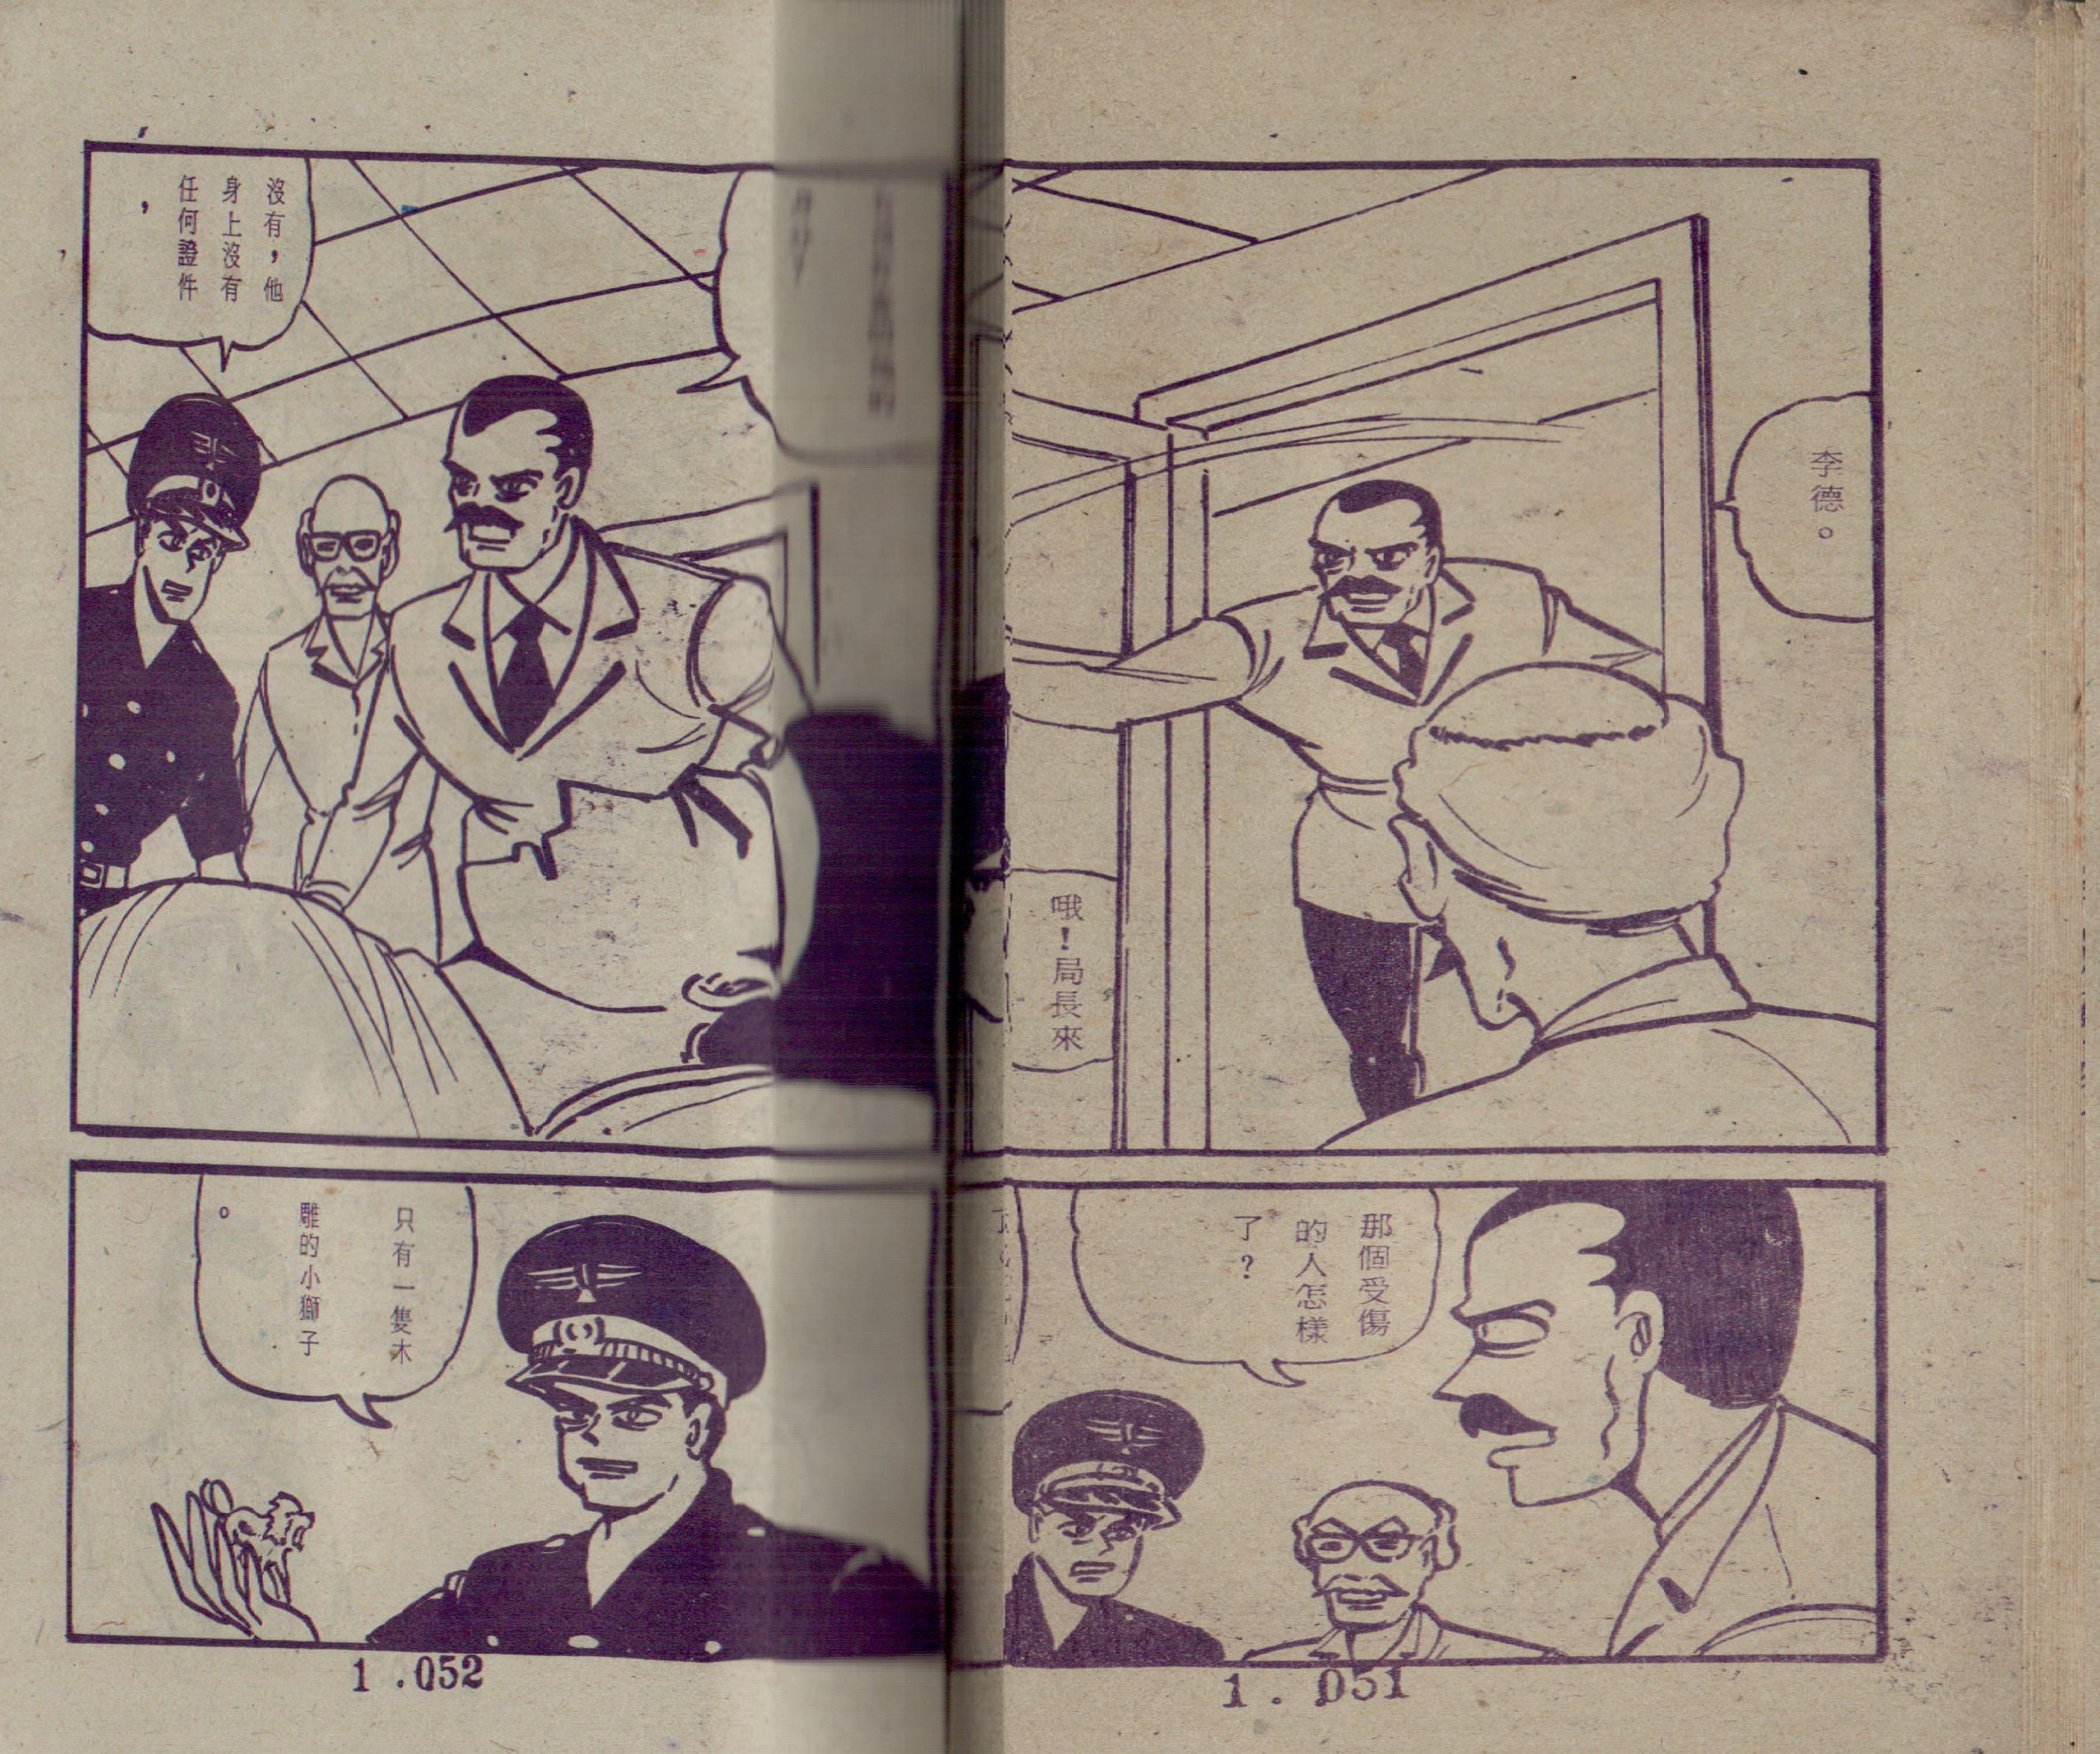 李德。
哦！局長來
那個受傷
的人怎樣
了？
1.051
沒有，他
身上沒有
任何證件
，
只有一隻木
雕的小獅子
。
1.052